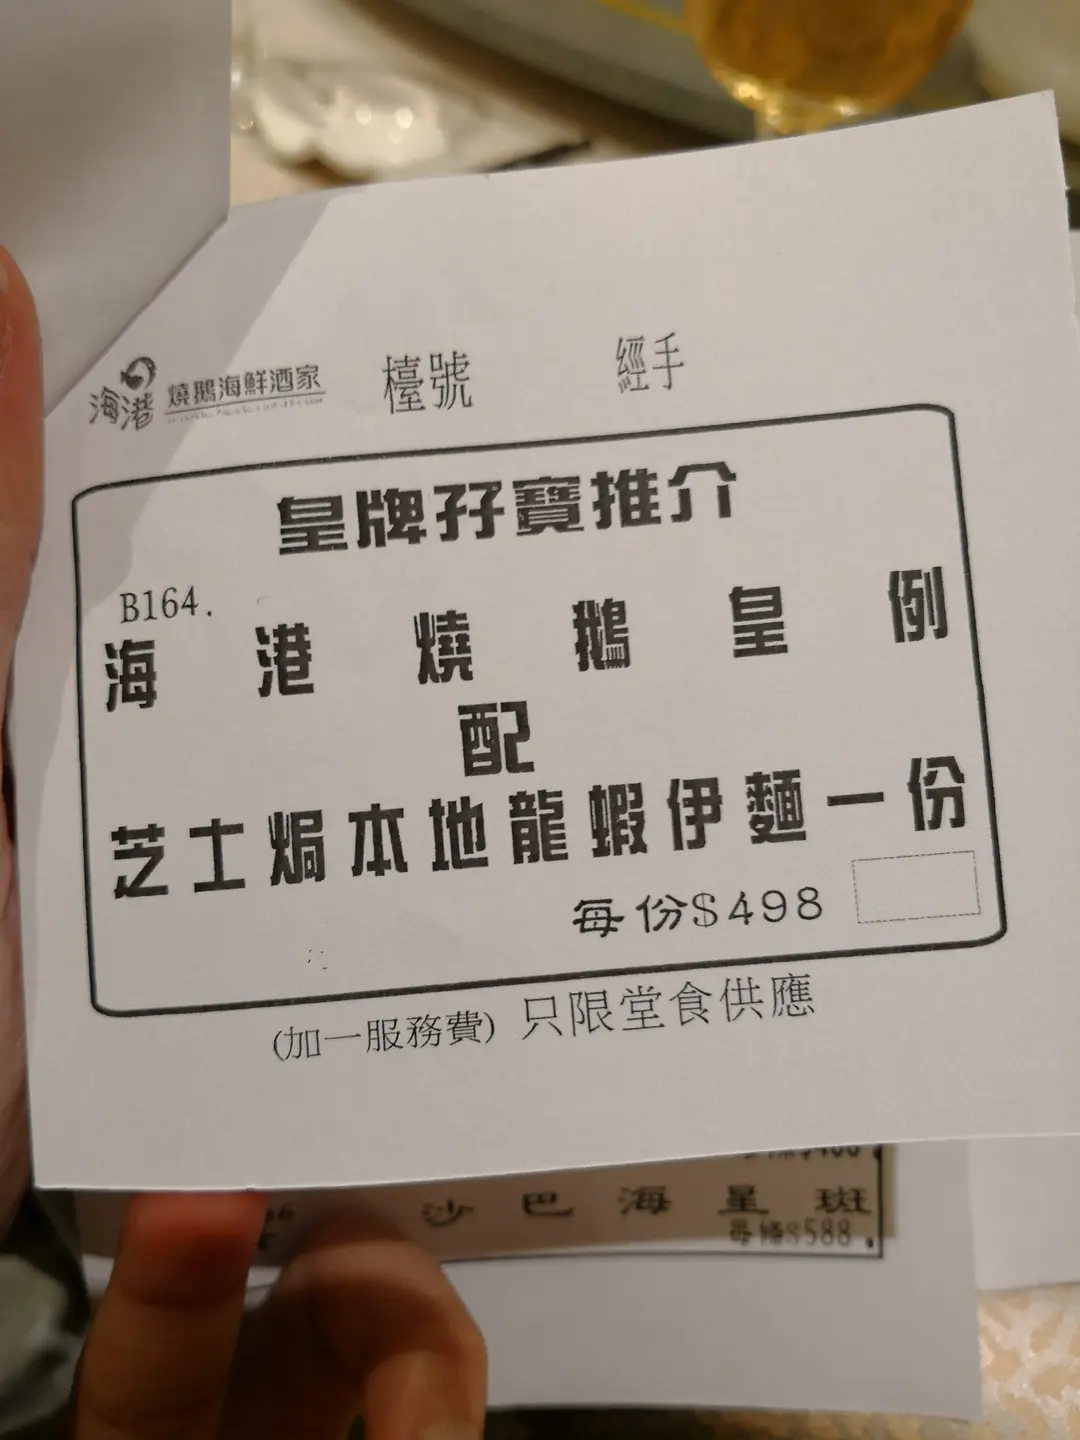 海港 燒鵝海鮮酒家 檯號 經手
皇牌孖寶推介
B164.
海港燒鵝皇例
配
芝士焗本地龍蝦伊麵一份
每份$498
(加一服務費) 只限堂食供應
沙巴海星斑
每條$588.